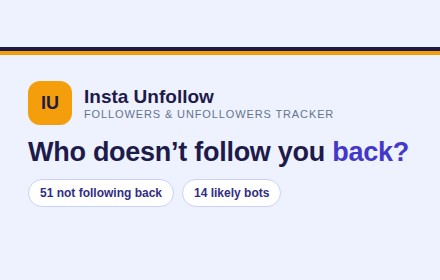 IU
Insta Unfollow
FOLLOWERS & UNFOLLOWERS TRACKER
Who doesn’t follow you back?
51 not following back
14 likely bots